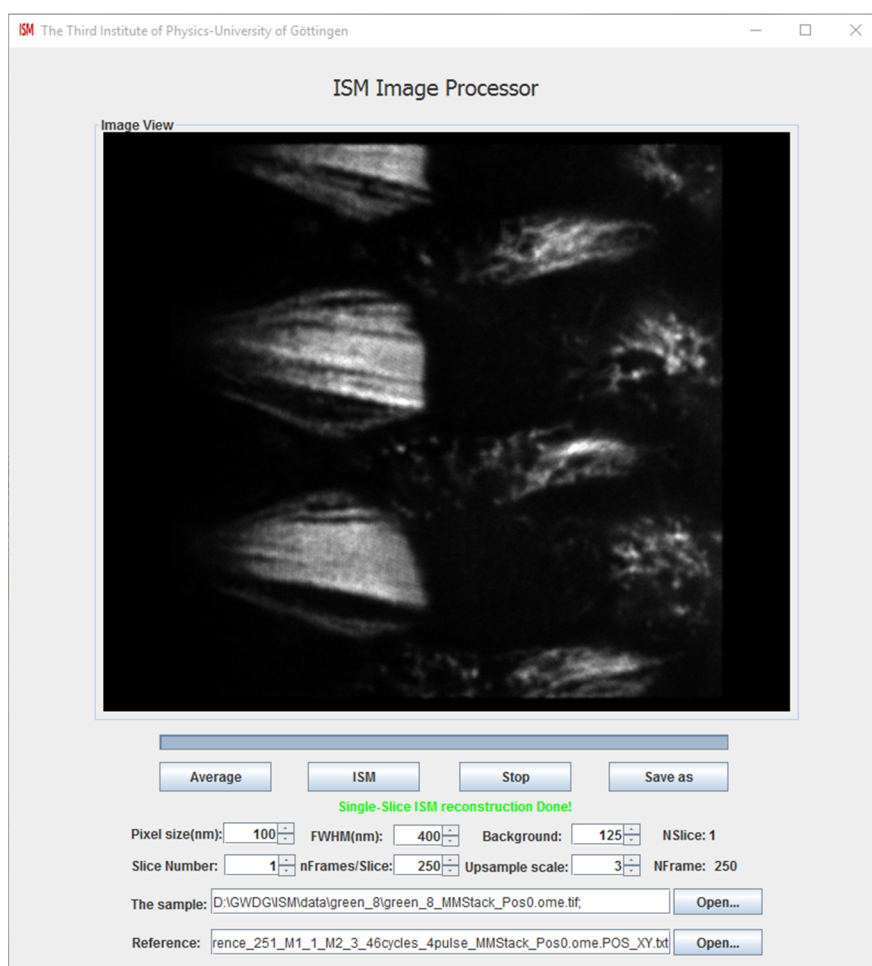 ISM The Third Institute of Physics-University of Göttingen
ISM Image Processor
Image View
Average ISM Stop Save as
Single-Slice ISM reconstruction Done!
Pixel size(nm): 100 FWHM(nm): 400 Background: 125 NSlice: 1
Slice Number: 1 nFrames/Slice: 250 Upsample scale: 3 NFrame: 250
The sample: D:\GWDG\ISM\data\green_8\green_8_MMStack_Pos0.ome.tif; Open...
Reference: rence_251_M1_1_M2_3_46cycles_4pulse_MMStack_Pos0.ome.POS_XY.txt Open...